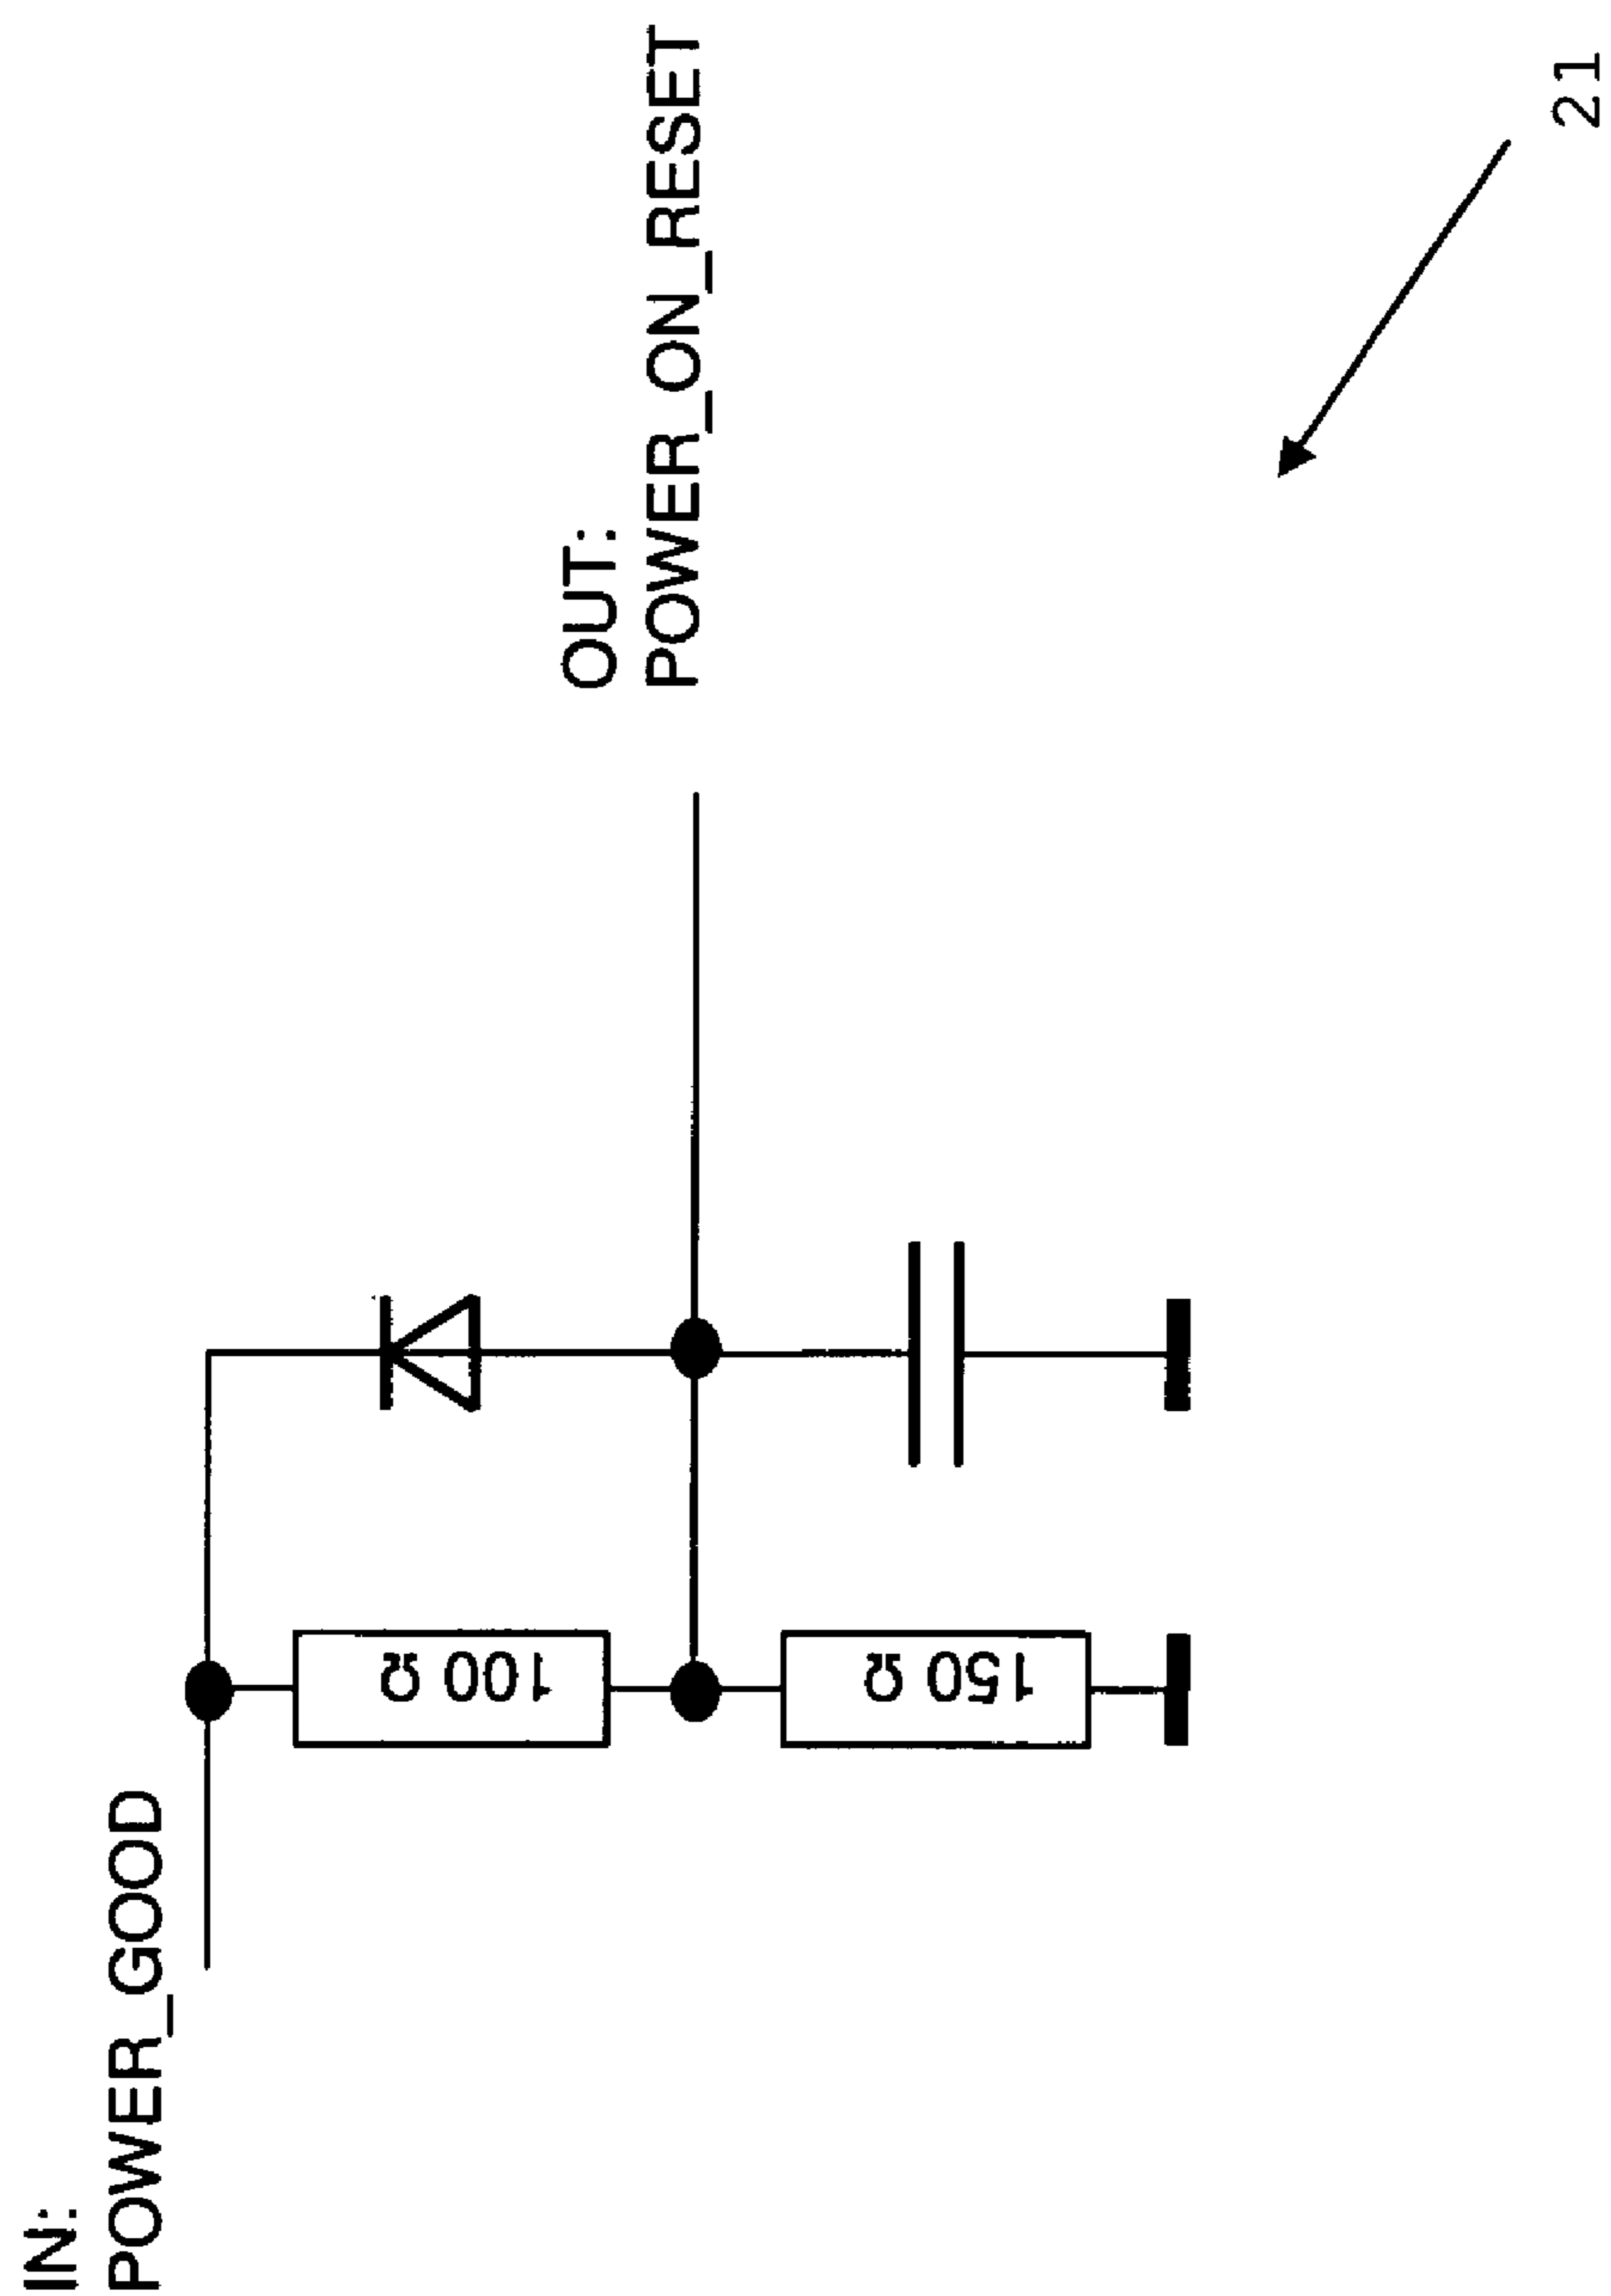 IN:
POWER_GOOD
100 Ω
150 Ω
OUT:
POWER_ON_RESET
21